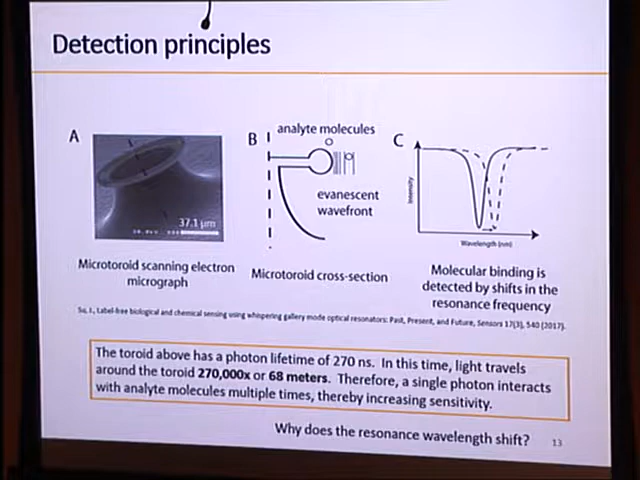 Detection principles
A
B
analyte molecules
C
evanescent
wavefront
37.1 µm
Intensity
Wavelength (nm)
Microtoroid scanning electron
micrograph
Microtoroid cross-section
Molecular binding is
detected by shifts in the
resonance frequency
Su, J., Label-free biological and chemical sensing using whispering gallery mode optical resonators: Past, Present, and Future, Sensors 17(3), 540 (2017).
The toroid above has a photon lifetime of 270 ns. In this time, light travels
around the toroid 270,000x or 68 meters. Therefore, a single photon interacts
with analyte molecules multiple times, thereby increasing sensitivity.
Why does the resonance wavelength shift?
13